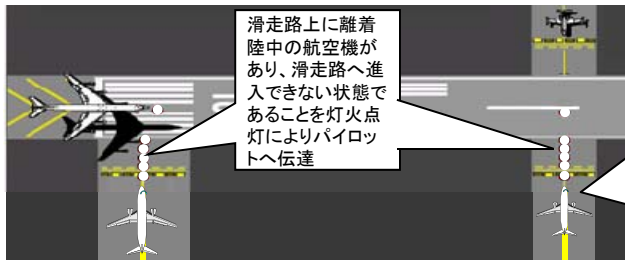 滑走路上に離着
陸中の航空機が
あり、滑走路へ進
入できない状態で
あることを灯火点
灯によりパイロッ
トへ伝達